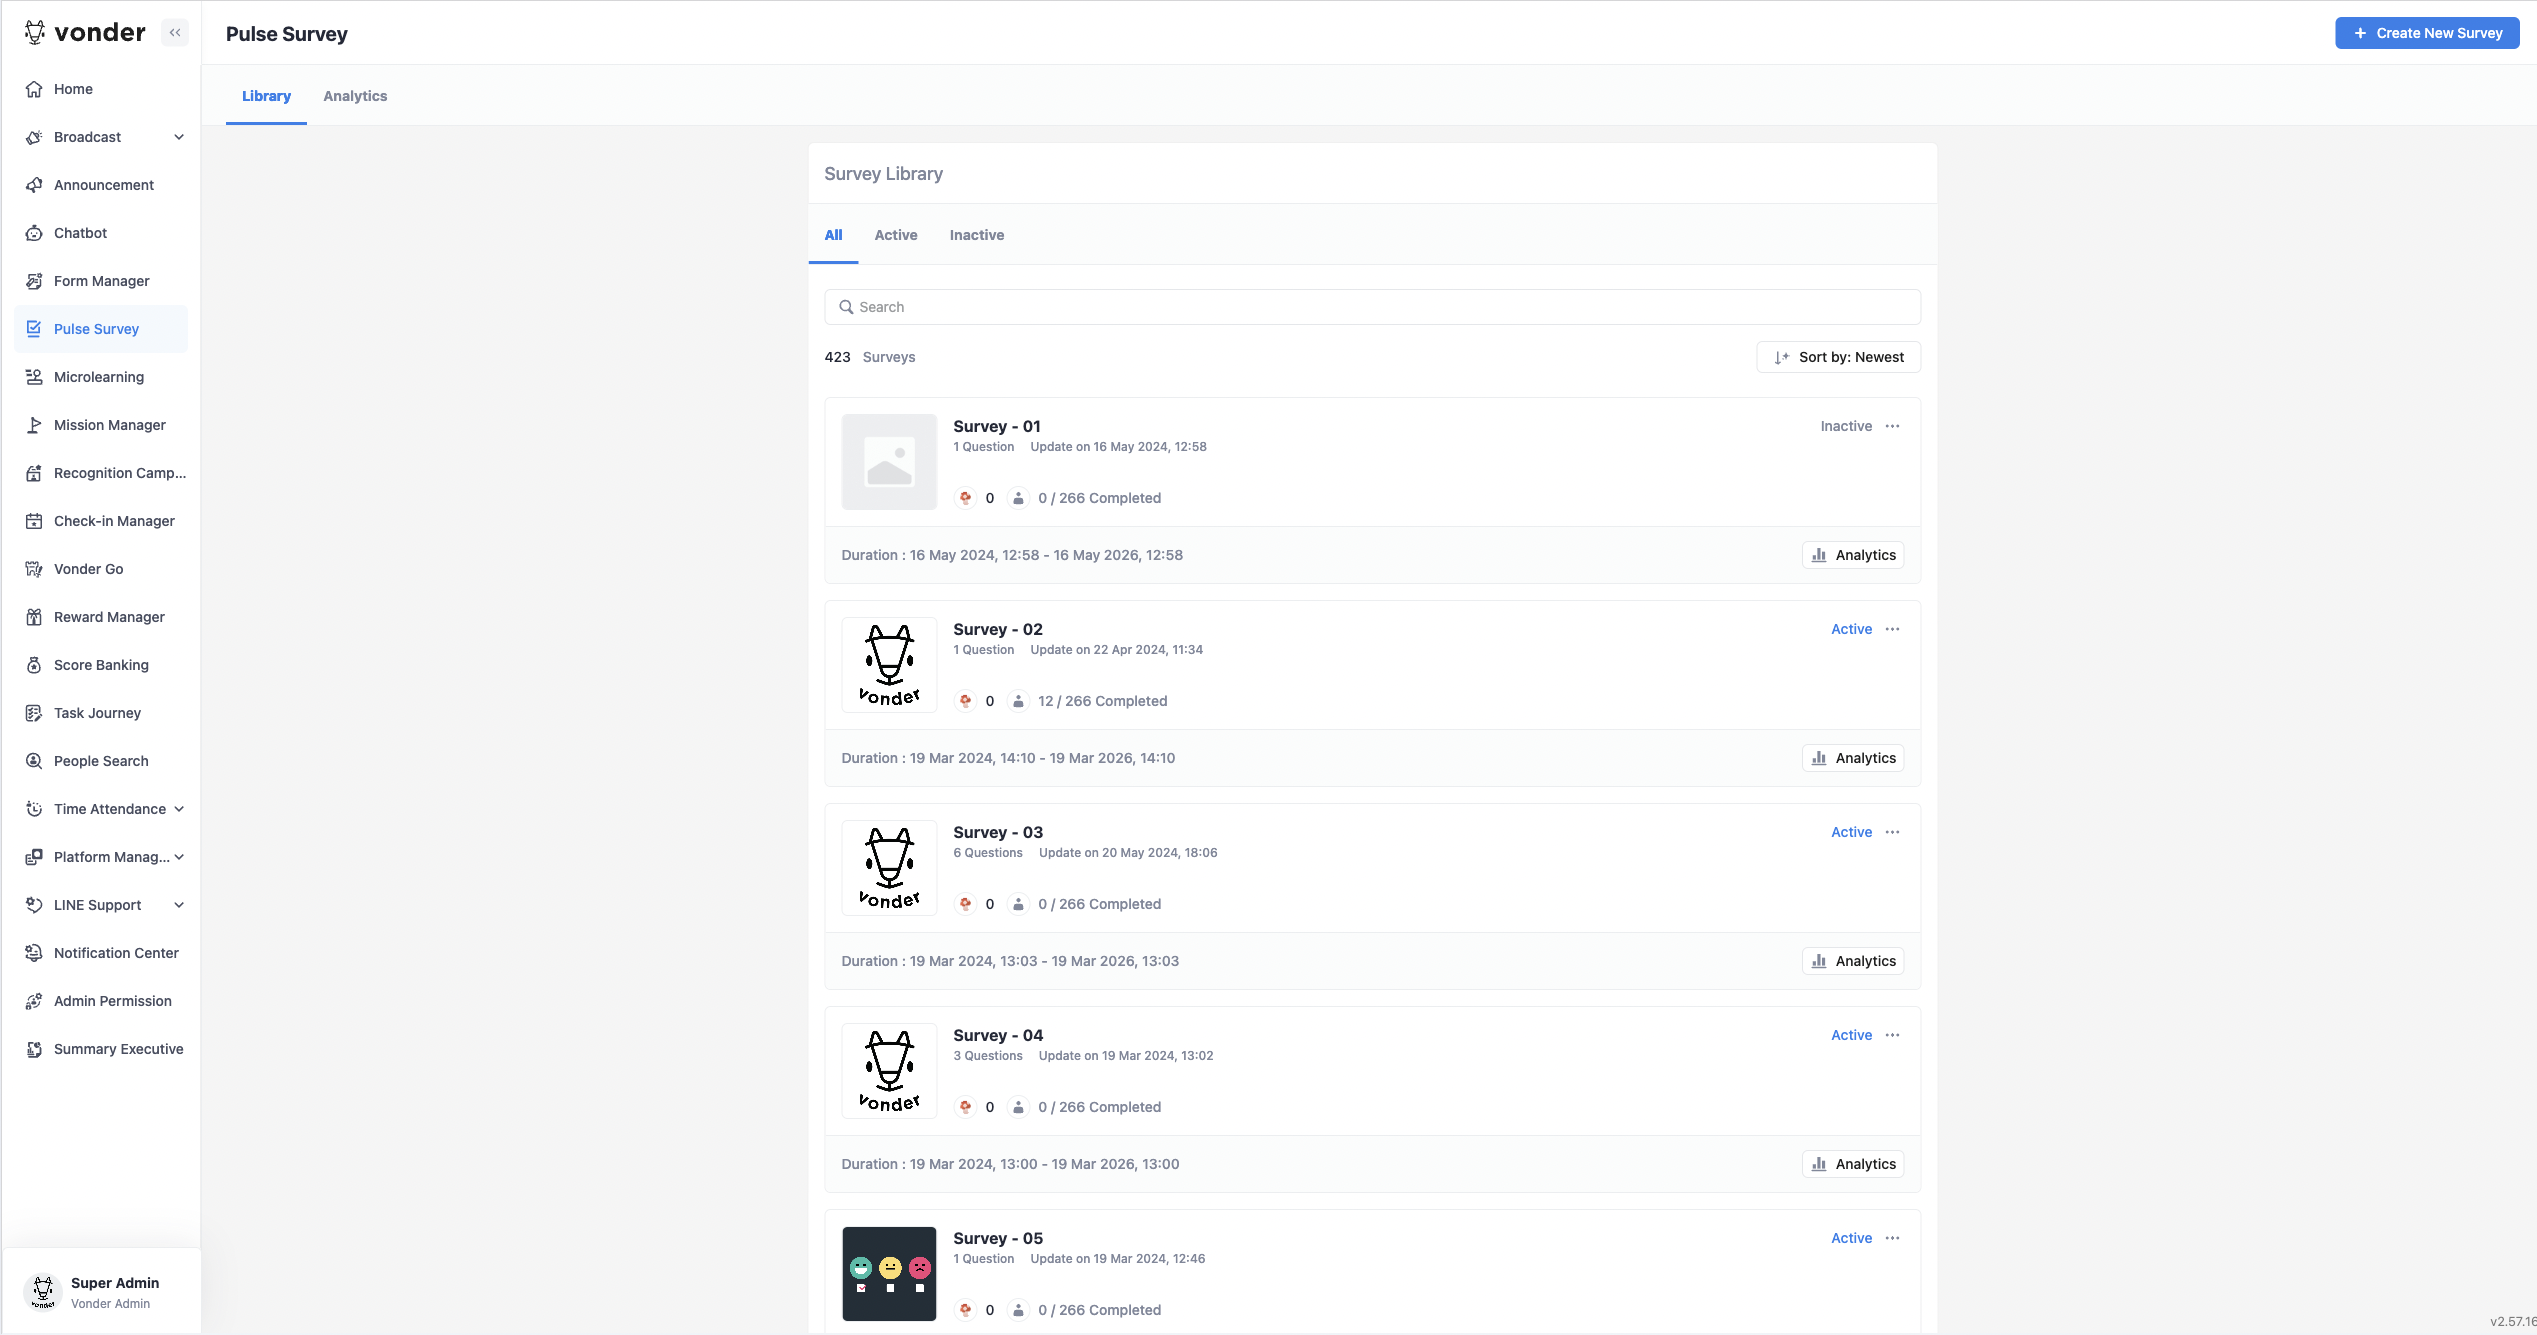 vonder
Home
Broadcast
Announcement
Chatbot
Form Manager
Pulse Survey
Microlearning
Mission Manager
Recognition Camp...
Check-in Manager
Vonder Go
Reward Manager
Score Banking
Task Journey
People Search
Time Attendance
Platform Manag...
LINE Support
Notification Center
Admin Permission
Summary Executive
vonder
Super Admin
Vonder Admin
Pulse Survey
+ Create New Survey
Library Analytics
Survey Library
All Active Inactive
Search
423 Surveys
Sort by: Newest
Survey - 01
Inactive
1 Question Update on 16 May 2024, 12:58
0 0 / 266 Completed
Duration : 16 May 2024, 12:58 - 16 May 2026, 12:58
Analytics
vonder
Survey - 02
Active
1 Question Update on 22 Apr 2024, 11:34
0 12 / 266 Completed
Duration : 19 Mar 2024, 14:10 - 19 Mar 2026, 14:10
Analytics
vonder
Survey - 03
Active
6 Questions Update on 20 May 2024, 18:06
0 0 / 266 Completed
Duration : 19 Mar 2024, 13:03 - 19 Mar 2026, 13:03
Analytics
vonder
Survey - 04
Active
3 Questions Update on 19 Mar 2024, 13:02
0 0 / 266 Completed
Duration : 19 Mar 2024, 13:00 - 19 Mar 2026, 13:00
Analytics
Survey - 05
Active
1 Question Update on 19 Mar 2024, 12:46
0 0 / 266 Completed
v2.57.16